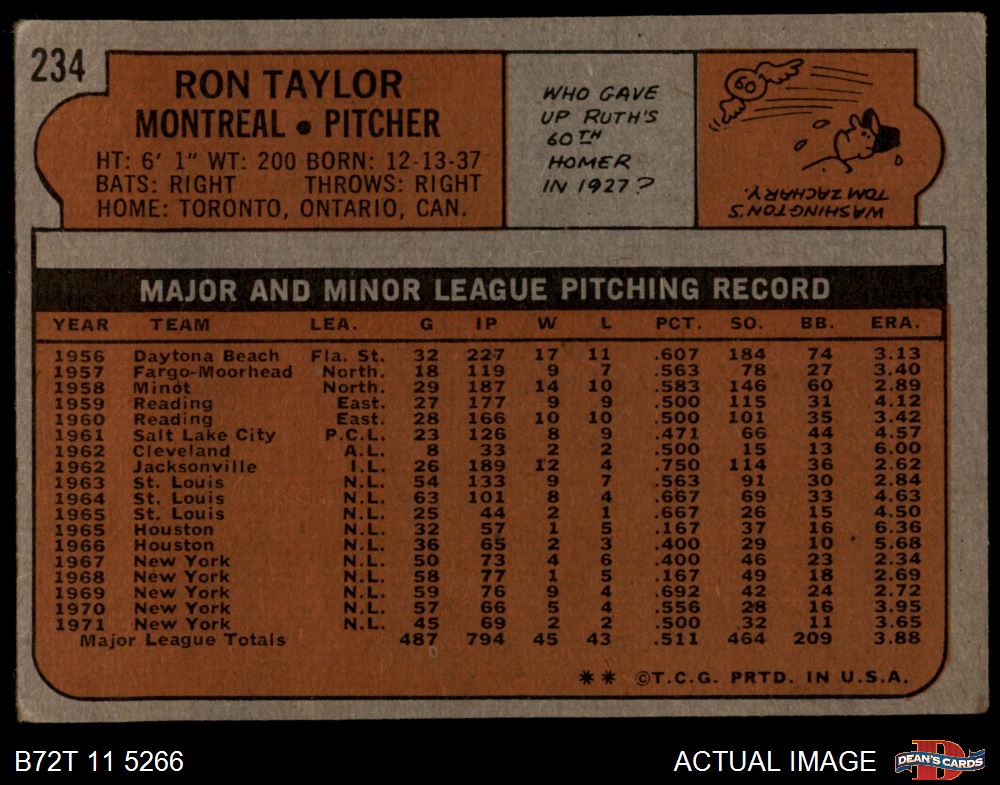 234
RON TAYLOR
MONTREAL • PITCHER
HT: 6' 1" WT: 200 BORN: 12-13-37
BATS: RIGHT THROWS: RIGHT
HOME: TORONTO, ONTARIO, CAN.
WHO GAVE
UP RUTH'S
60TH
HOMER
IN 1927?
60
WASHINGTON'S
TOM ZACHARY.
MAJOR AND MINOR LEAGUE PITCHING RECORD
YEAR TEAM LEA. G IP W L PCT. SO. BB. ERA.
1956 Daytona Beach Fla. St. 32 227 17 11 .607 184 74 3.13
1957 Fargo-Moorhead North. 18 119 9 7 .563 78 27 3.40
1958 Minot North. 29 187 14 10 .583 146 60 2.89
1959 Reading East. 27 177 9 9 .500 115 31 4.12
1960 Reading East. 28 166 10 10 .500 101 35 3.42
1961 Salt Lake City P.C.L. 23 126 8 9 .471 66 44 4.57
1962 Cleveland A.L. 8 33 2 2 .500 15 13 6.00
1962 Jacksonville I.L. 26 189 12 4 .750 114 36 2.62
1963 St. Louis N.L. 54 133 9 7 .563 91 30 2.84
1964 St. Louis N.L. 63 101 8 4 .667 69 33 4.63
1965 St. Louis N.L. 25 44 2 1 .667 26 15 4.50
1965 Houston N.L. 32 57 1 5 .167 37 16 6.36
1966 Houston N.L. 36 65 2 3 .400 29 10 5.68
1967 New York N.L. 50 73 4 6 .400 46 23 2.34
1968 New York N.L. 58 77 1 5 .167 49 18 2.69
1969 New York N.L. 59 76 9 4 .692 42 24 2.72
1970 New York N.L. 57 66 5 4 .556 28 16 3.95
1971 New York N.L. 45 69 2 2 .500 32 11 3.65
Major League Totals 487 794 45 43 .511 464 209 3.88
** ©T.C.G. PRTD. IN U.S.A.
B72T 11 5266
ACTUAL IMAGE
D
DEAN'S CARDS